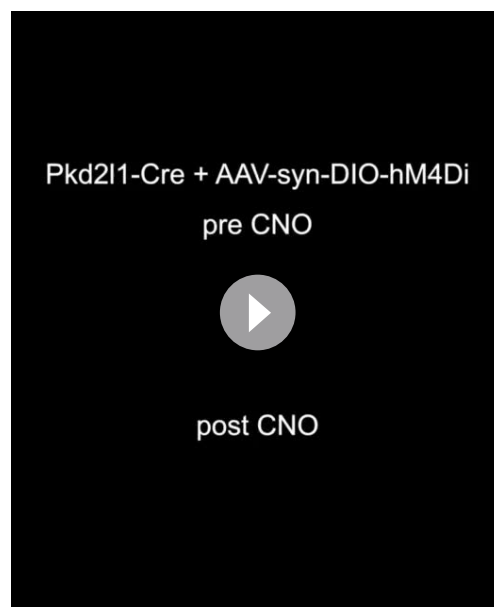 Pkd2l1-Cre + AAV-syn-DIO-hM4Di
pre CNO
post CNO